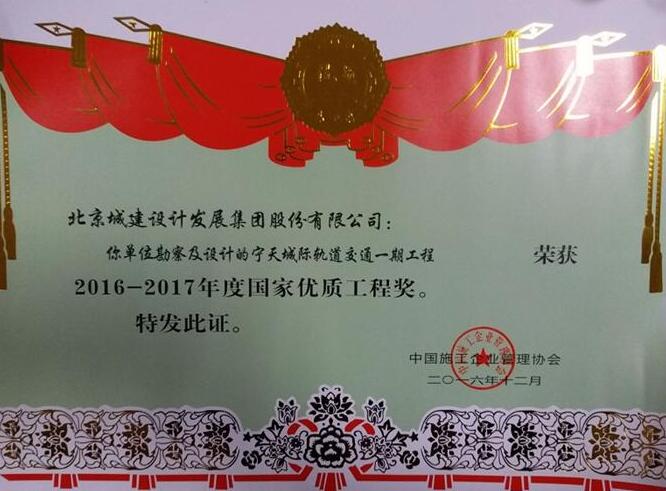 北京城建设计发展集团股份有限公司：
你单位勘察及设计的宁天城际轨道交通一期工程 荣获
2016-2017年度国家优质工程奖。
特发此证。
中国施工企业管理协会
二〇一六年十二月